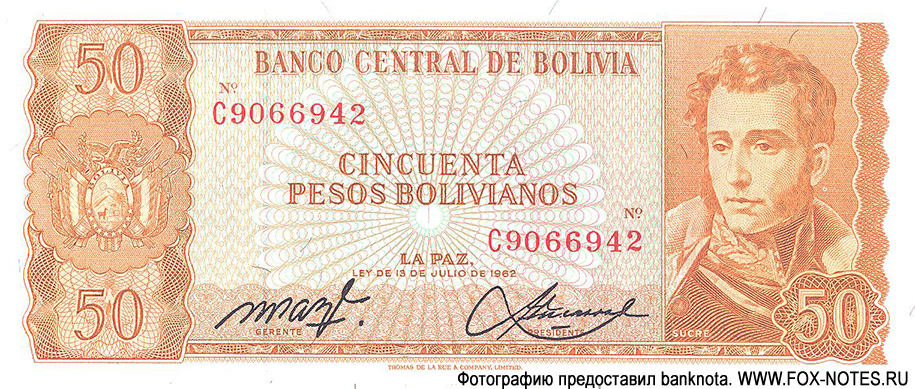 50
BANCO CENTRAL DE BOLIVIA
Nº
C9066942
CINCUENTA
PESOS BOLIVIANOS
Nº
C9066942
LA PAZ,
LEY DE 13 DE JULIO DE 1962
50
GERENTE
PRESIDENTE
SUCRE
50
THOMAS DE LA RUE & COMPANY, LIMITED.
Фотографию предоставил banknota. www.FOX-NOTES.RU